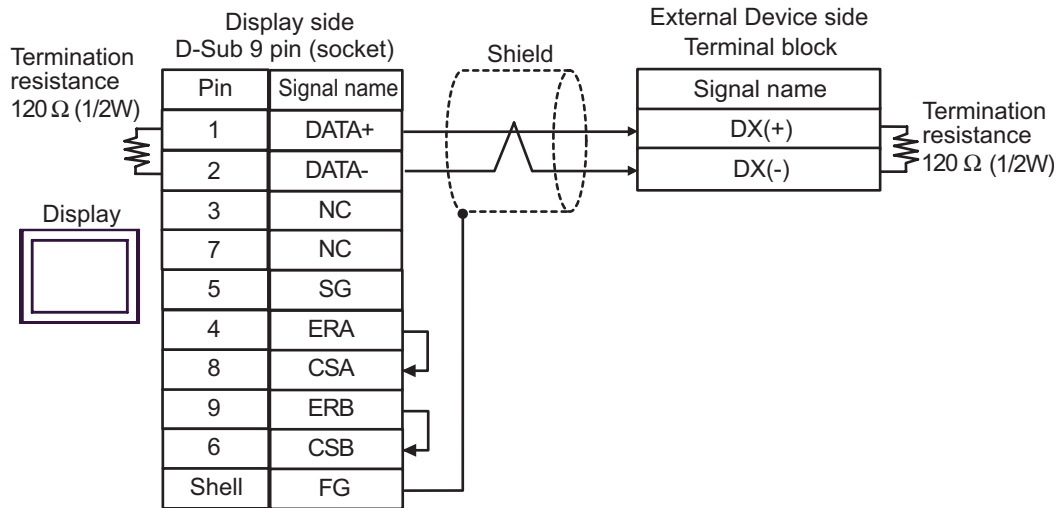 Display side
D-Sub 9 pin (socket)
External Device side
Terminal block
Termination
resistance
120 Ω (1/2W)
Shield
Pin Signal name
1 DATA+
2 DATA-
3 NC
7 NC
5 SG
4 ERA
8 CSA
9 ERB
6 CSB
Shell FG
Display
Signal name
DX(+)
DX(-)
Termination
resistance
120 Ω (1/2W)